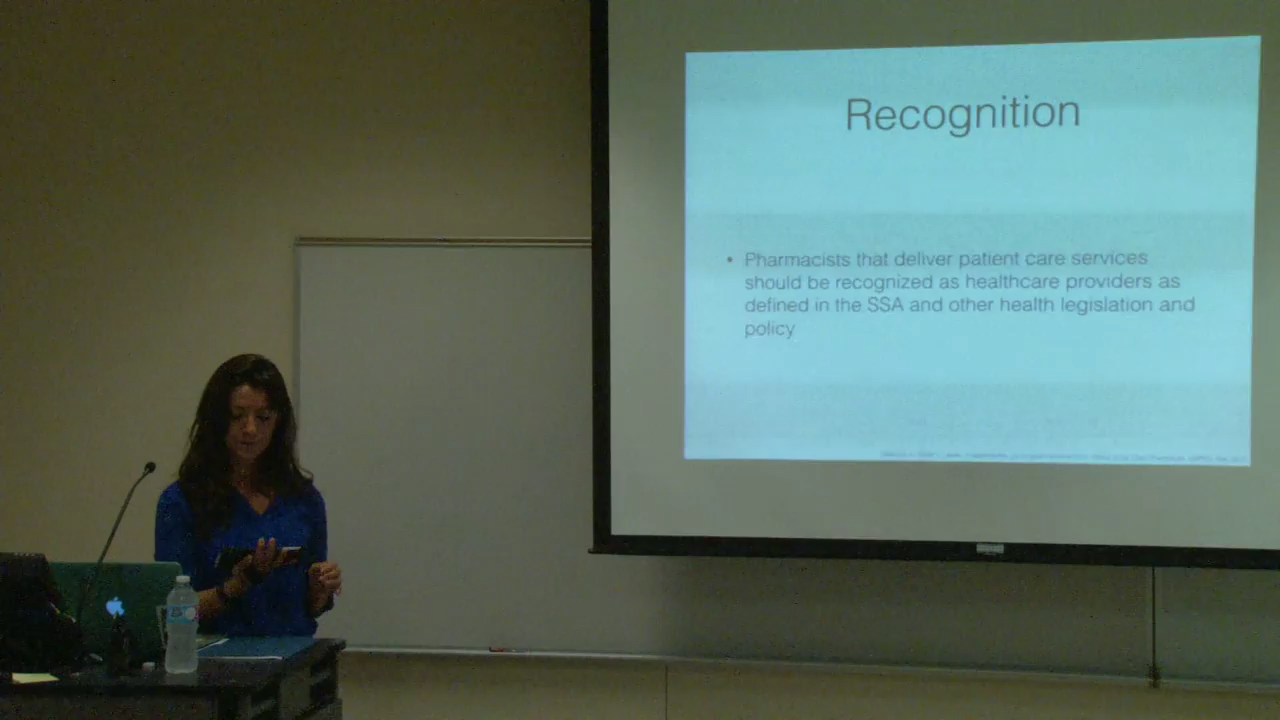 Recognition
• Pharmacists that deliver patient care services
should be recognized as healthcare providers as
defined in the SSA and other health legislation and
policy